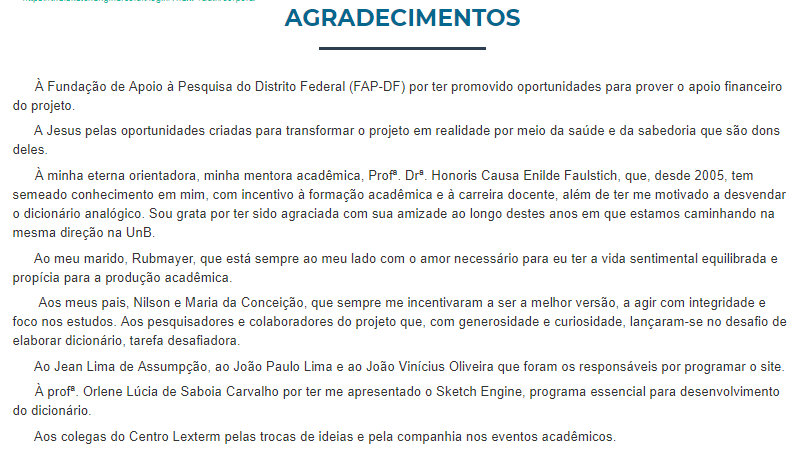 AGRADECIMENTOS
À Fundação de Apoio à Pesquisa do Distrito Federal (FAP-DF) por ter promovido oportunidades para prover o apoio financeiro
do projeto.
A Jesus pelas oportunidades criadas para transformar o projeto em realidade por meio da saúde e da sabedoria que são dons
deles.
À minha eterna orientadora, minha mentora acadêmica, Profª. Drª. Honoris Causa Enilde Faulstich, que, desde 2005, tem
semeado conhecimento em mim, com incentivo à formação acadêmica e à carreira docente, além de ter me motivado a desvendar
o dicionário analógico. Sou grata por ter sido agraciada com sua amizade ao longo destes anos em que estamos caminhando na
mesma direção na UnB.
Ao meu marido, Rubmayer, que está sempre ao meu lado com o amor necessário para eu ter a vida sentimental equilibrada e
propícia para a produção acadêmica.
Aos meus pais, Nilson e Maria da Conceição, que sempre me incentivaram a ser a melhor versão, a agir com integridade e
foco nos estudos. Aos pesquisadores e colaboradores do projeto que, com generosidade e curiosidade, lançaram-se no desafio de
elaborar dicionário, tarefa desafiadora.
Ao Jean Lima de Assumpção, ao João Paulo Lima e ao João Vinícius Oliveira que foram os responsáveis por programar o site.
À profª. Orlene Lúcia de Saboia Carvalho por ter me apresentado o Sketch Engine, programa essencial para desenvolvimento
do dicionário.
Aos colegas do Centro Lexterm pelas trocas de ideias e pela companhia nos eventos acadêmicos.